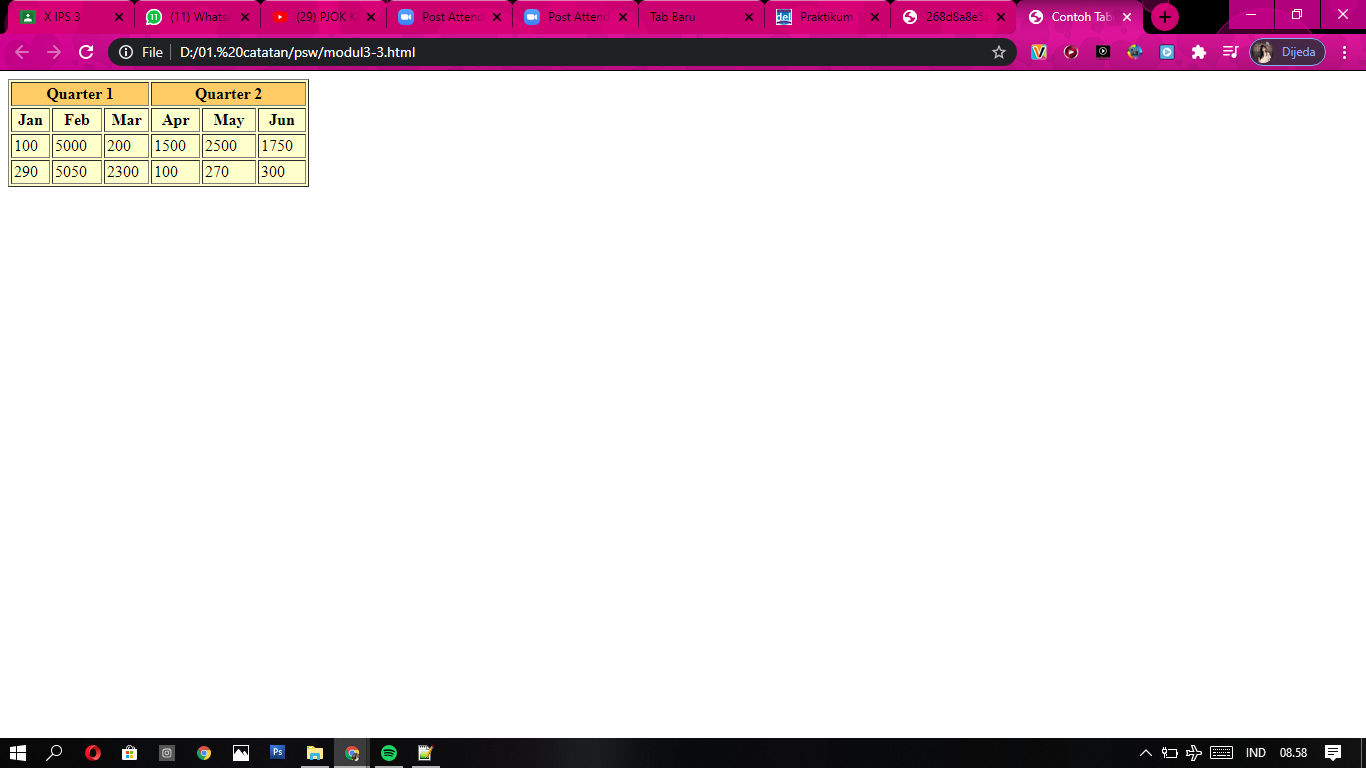 X IPS 3
(11) Whats
(29) PJOK K
Post Attend
Post Attend
Tab Baru
Praktikum
268d8a8e5
Contoh Tab
File
D:/01.%20catatan/psw/modul3-3.html
Dijeda
Quarter 1 Quarter 2
Jan Feb Mar Apr May Jun
100 5000 200 1500 2500 1750
290 5050 2300 100 270 300
IND
08.58